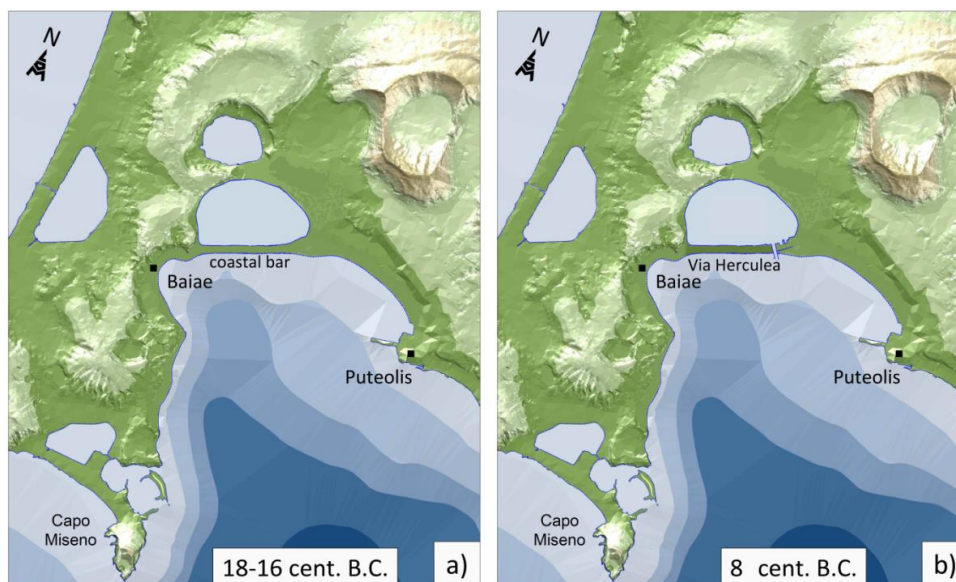 N
coastal bar
Baiae
Puteolis
Capo
Miseno
18-16 cent. B.C.
a)
N
Via Herculea
Baiae
Puteolis
Capo
Miseno
8 cent. B.C.
b)